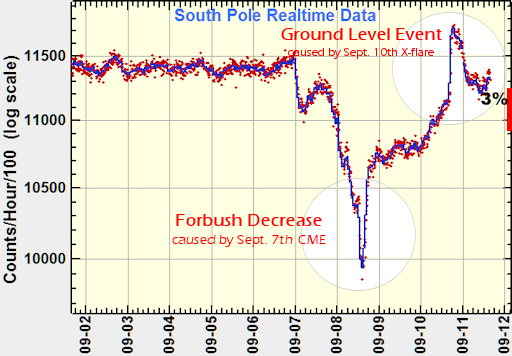 South Pole Realtime Data
Ground Level Event
caused by Sept. 10th X-flare
3%
Forbush Decrease
caused by Sept. 7th CME
Counts/Hour/100 (log scale)
11500
11000
10500
10000
09-02
09-03
09-04
09-05
09-06
09-07
09-08
09-09
09-10
09-11
09-12